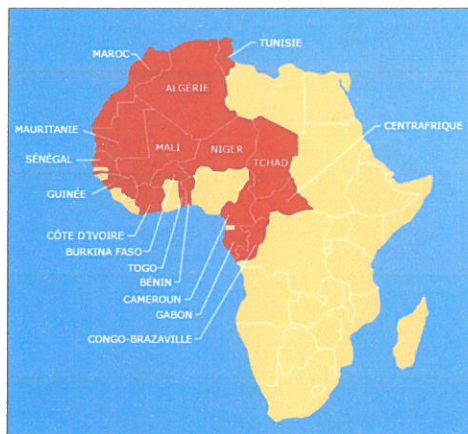 TUNISIE
MAROC
ALGÉRIE
MAURITANIE
CENTRAFRIQUE
MALI
NIGER
SÉNÉGAL
TCHAD
GUINÉE
CÔTE D'IVOIRE
BURKINA FASO
TOGO
BÉNIN
CAMEROUN
GABON
CONGO-BRAZAVILLE